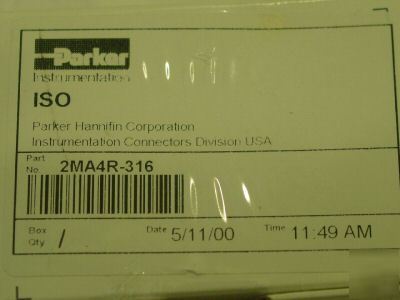 Parker
Instrumentation
ISO
Parker Hannifin Corporation
Instrumentation Connectors Division USA
Part No. 2MA4R-316
Box Qty / Date 5/11/00 Time 11:49 AM